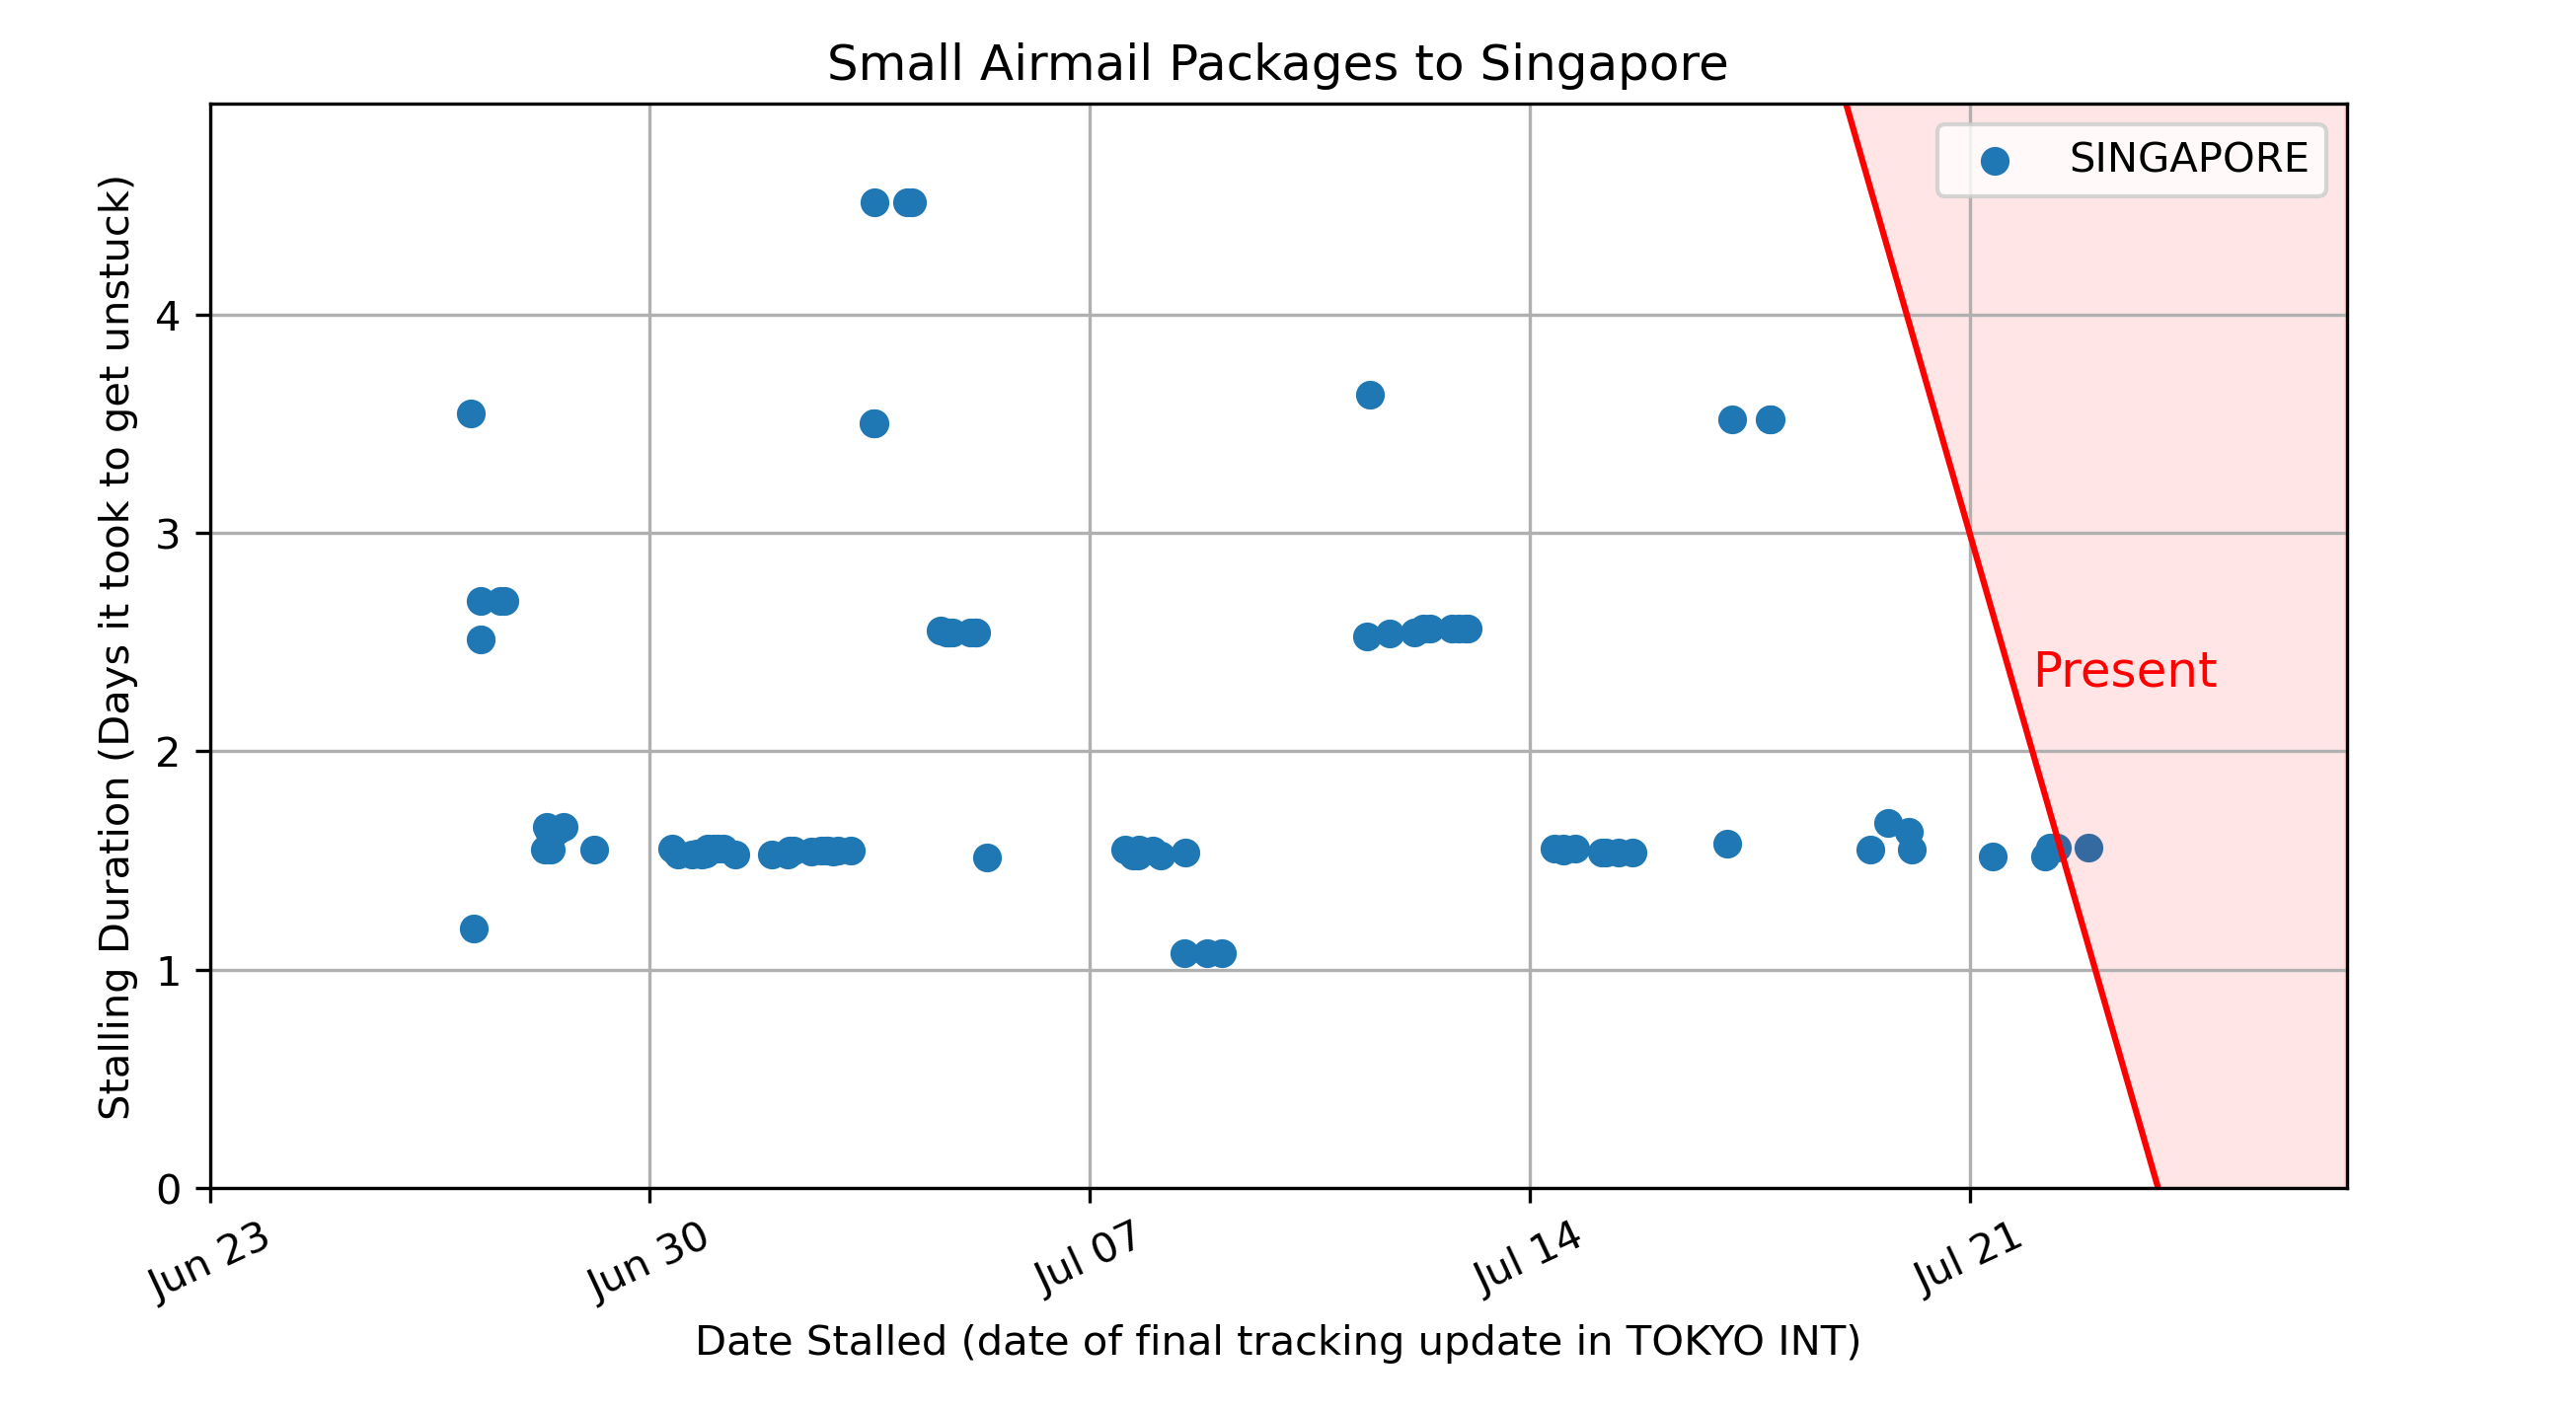 Small Airmail Packages to Singapore
SINGAPORE
Stalling Duration (Days it took to get unstuck)
4
3
2
1
0
Present
Jun 23
Jun 30
Jul 07
Jul 14
Jul 21
Date Stalled (date of final tracking update in TOKYO INT)